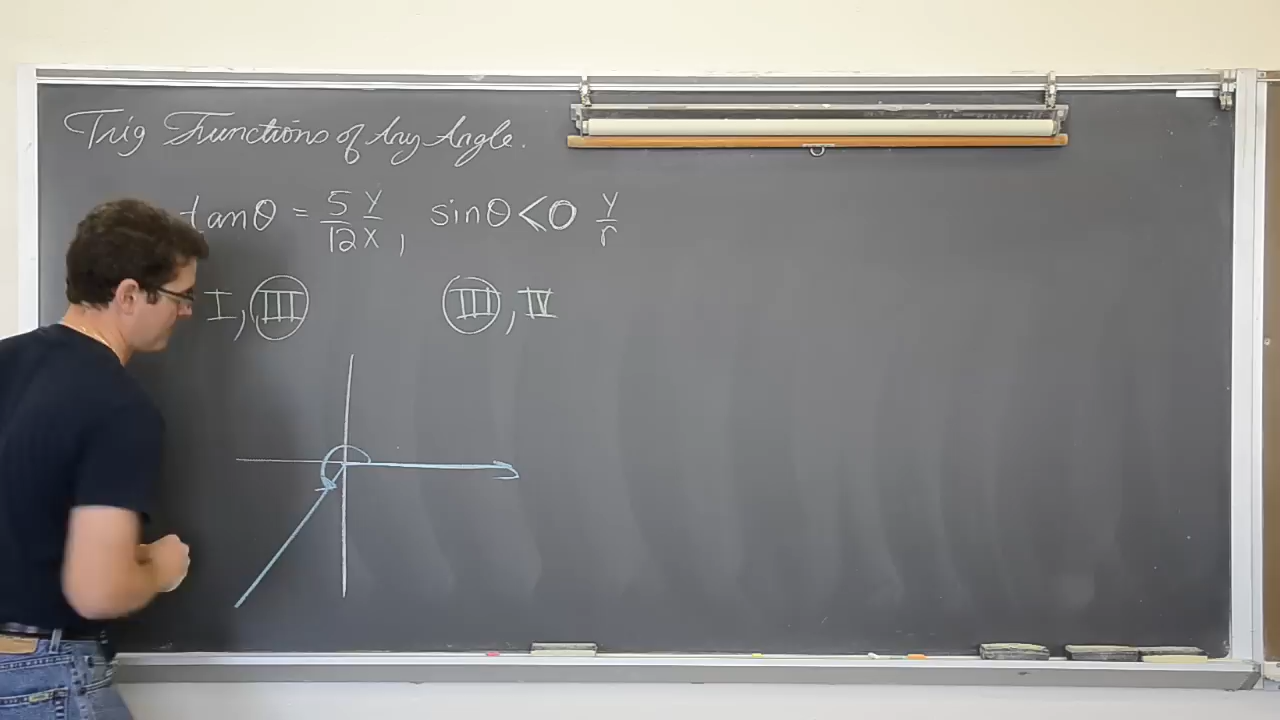 Trig Functions of Any Angle.
tanθ = 5/12 y/x, sinθ < 0 y/r
I, III III, IV